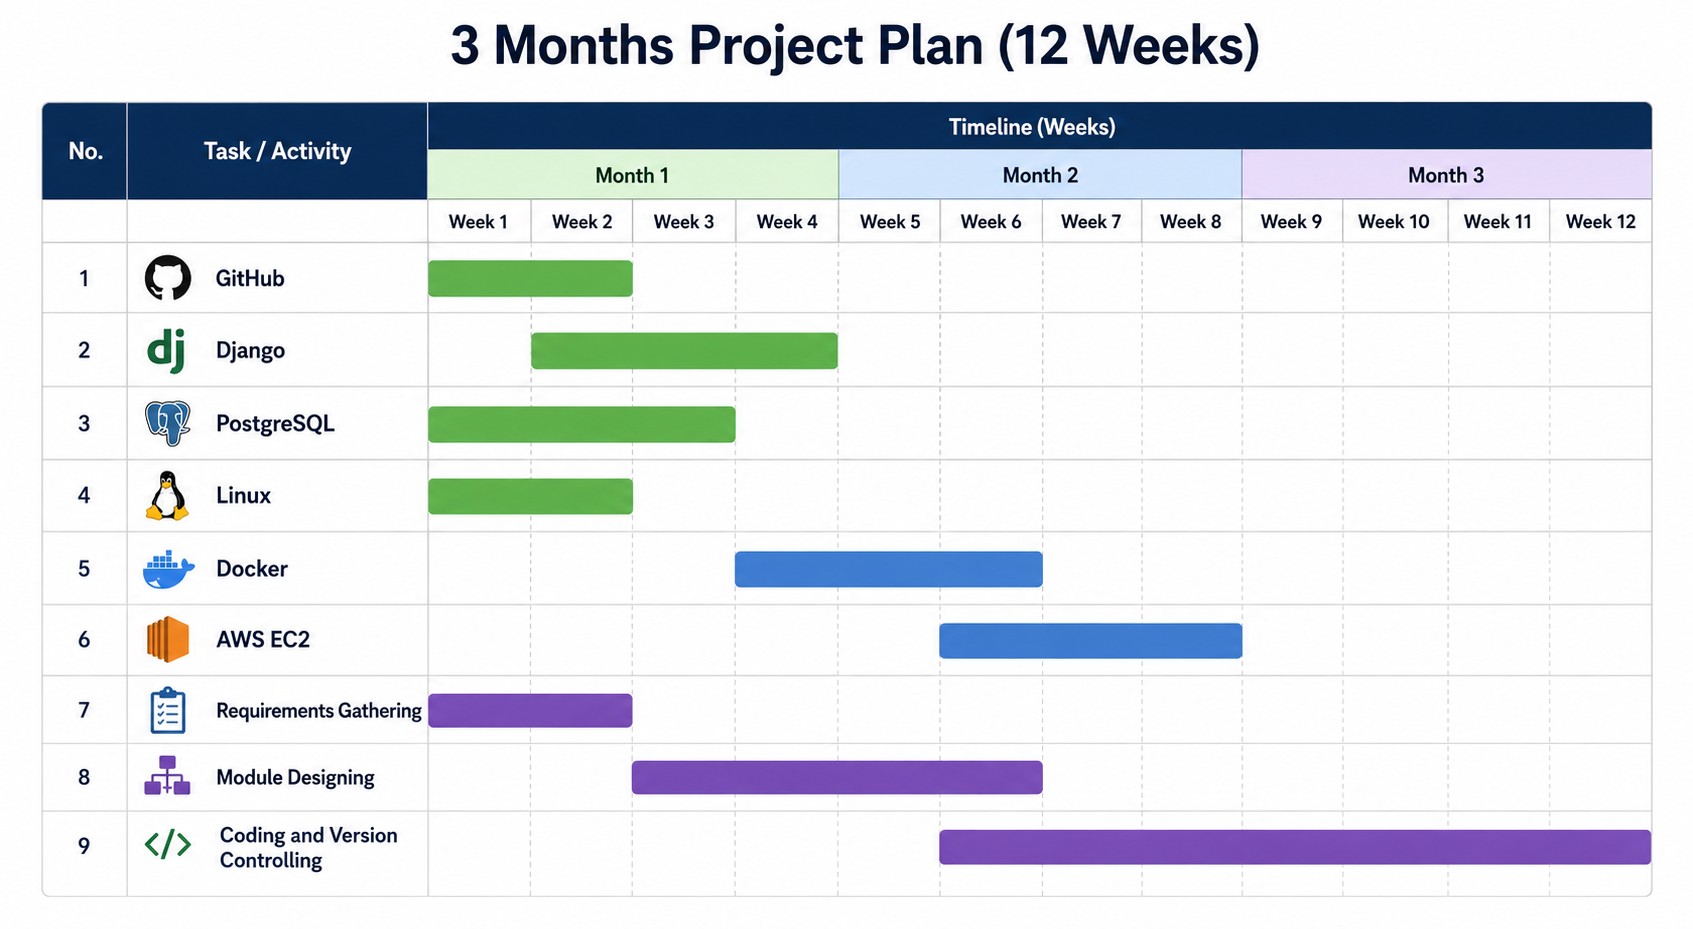 3 Months Project Plan (12 Weeks)
No.
Task / Activity
Timeline (Weeks)
Month 1
Month 2
Month 3
Week 1
Week 2
Week 3
Week 4
Week 5
Week 6
Week 7
Week 8
Week 9
Week 10
Week 11
Week 12
1
GitHub
2
dj
Django
3
PostgreSQL
4
Linux
5
Docker
6
AWS EC2
7
Requirements Gathering
8
Module Designing
9
</>
Coding and Version
Controlling